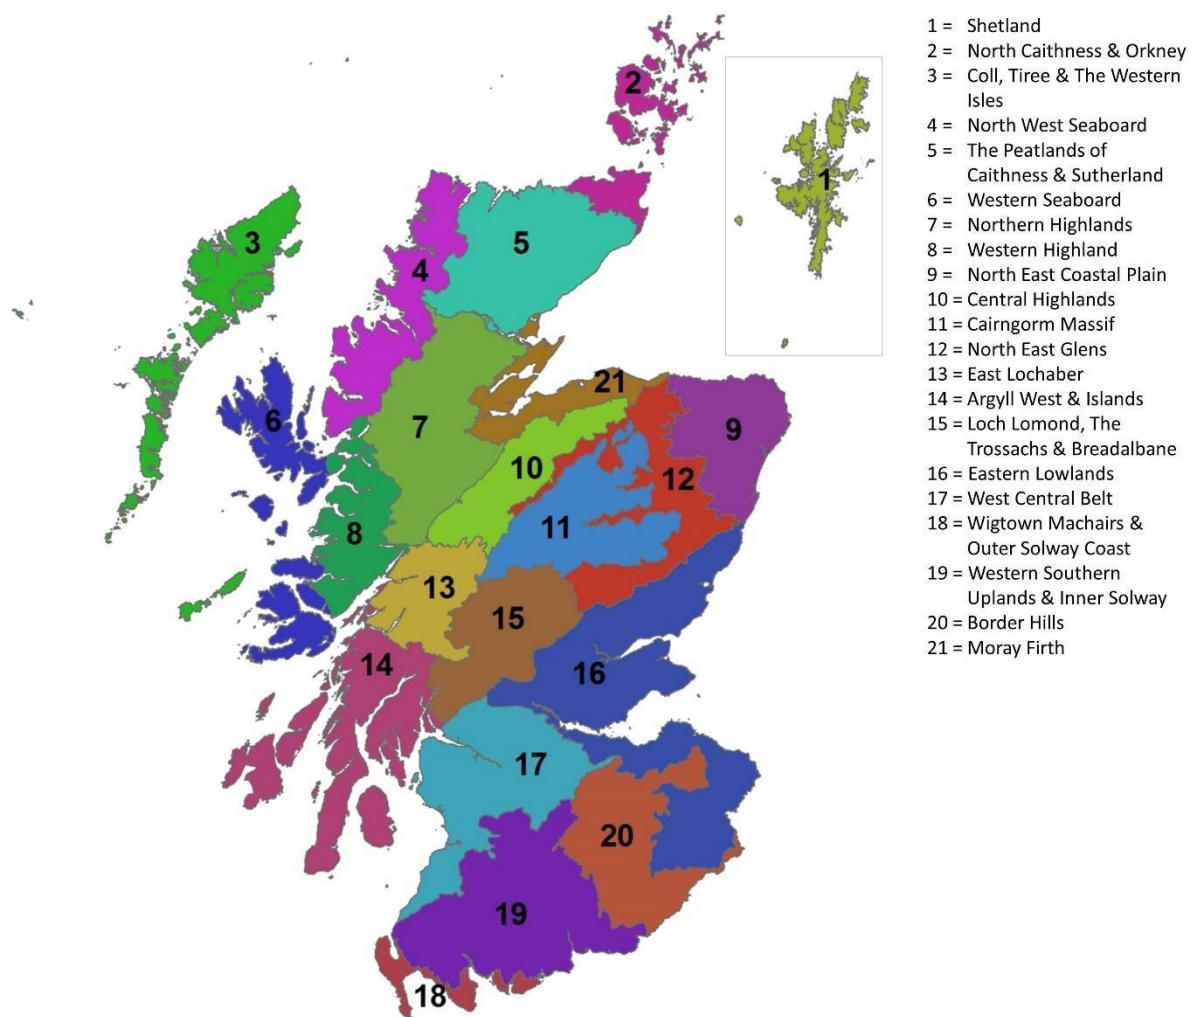 1 = Shetland
2 = North Caithness & Orkney
3 = Coll, Tiree & The Western
Isles
4 = North West Seaboard
5 = The Peatlands of
Caithness & Sutherland
6 = Western Seaboard
7 = Northern Highlands
8 = Western Highland
9 = North East Coastal Plain
10 = Central Highlands
11 = Cairngorm Massif
12 = North East Glens
13 = East Lochaber
14 = Argyll West & Islands
15 = Loch Lomond, The
Trossachs & Breadalbane
16 = Eastern Lowlands
17 = West Central Belt
18 = Wigtown Machairs &
Outer Solway Coast
19 = Western Southern
Uplands & Inner Solway
20 = Border Hills
21 = Moray Firth
2
1
3
5
4
21
6
7
9
10
12
11
8
13
15
14
16
17
20
19
18